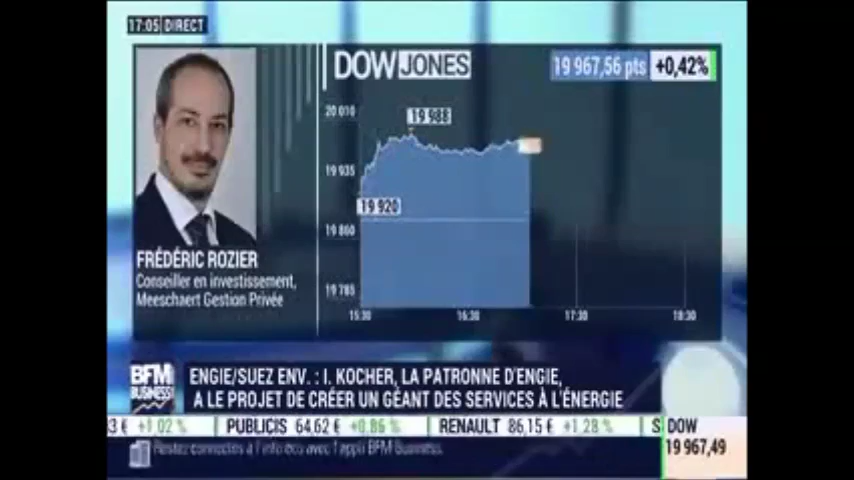 17:05 DIRECT
DOW JONES
19 967,56 pts +0,42%
20 010
19 988
19 935
19 920
19 860
19 785
15:30 16:30 17:30 18:30
FRÉDÉRIC ROZIER
Conseiller en investissement,
Meeschaert Gestion Privée
BFM
BUSINESS
ENGIE/SUEZ ENV. : I. KOCHER, LA PATRONNE D'ENGIE,
A LE PROJET DE CRÉER UN GÉANT DES SERVICES À L'ÉNERGIE
3 € +1.02 % PUBLICIS 64,62 € +0.86 % RENAULT 86,15 € +1.28 % S
DOW
19 967,49
Restez connectés à l'info éco avec l'appli BFM Business.